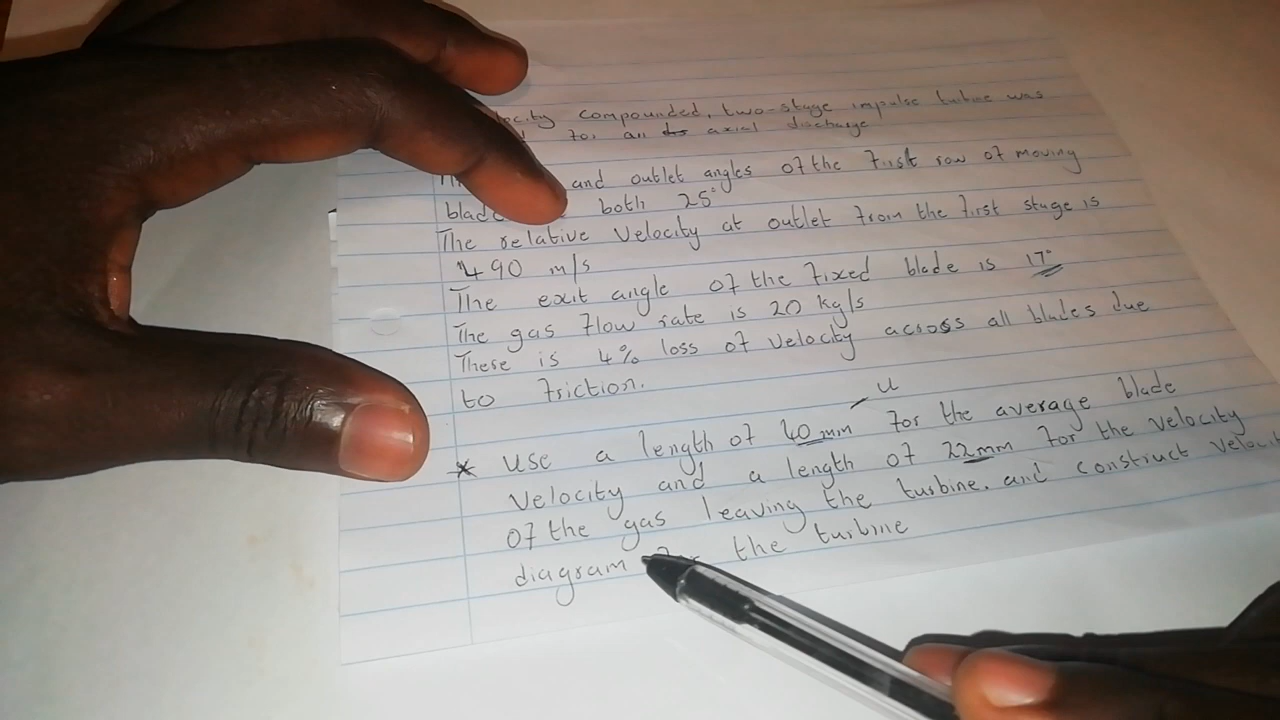 compounded, two-stage impulse turbine was
for an axial discharge
and outlet angles of the first row of moving
both 25°
The relative velocity at outlet from the first stage is
490 m/s
The exit angle of the fixed blade is 17°
The gas flow rate is 20 kg/s
There is 4% loss of velocity across all blades due
to friction.
u
* Use a length of 40mm for the average blade
velocity and a length of 22mm for the velocity
of the gas leaving the turbine. and construct
diagram the turbine